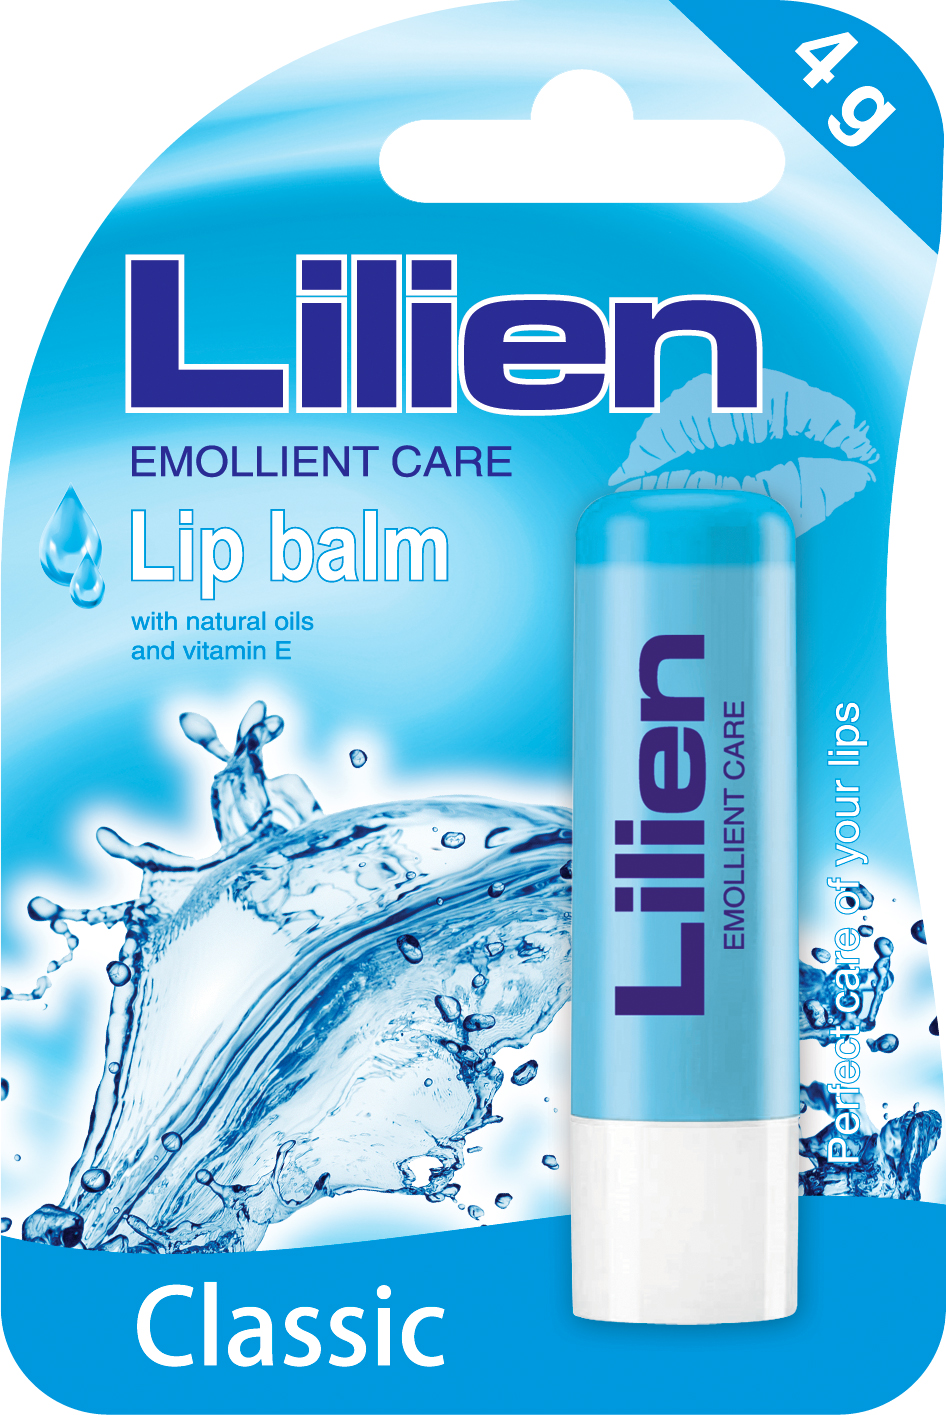 4 g
Lilien
EMOLLIENT CARE
Lip balm
with natural oils
and vitamin E
Lilien
EMOLLIENT CARE
Perfect care of your lips
Classic